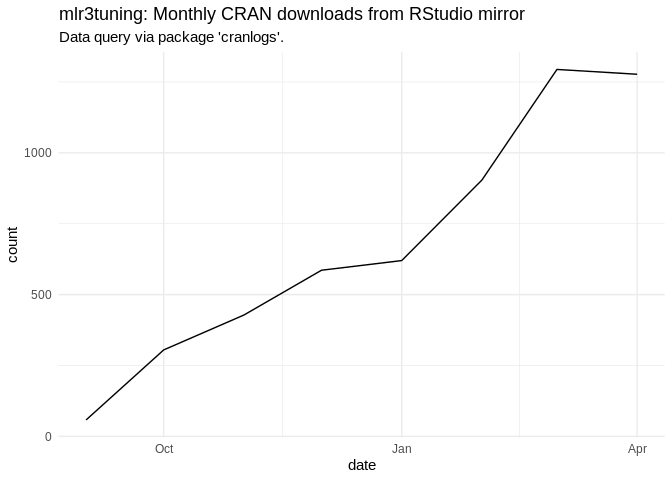 mlr3tuning: Monthly CRAN downloads from RStudio mirror
Data query via package 'cranlogs'.
1000
500
0
count
Oct
Jan
Apr
date